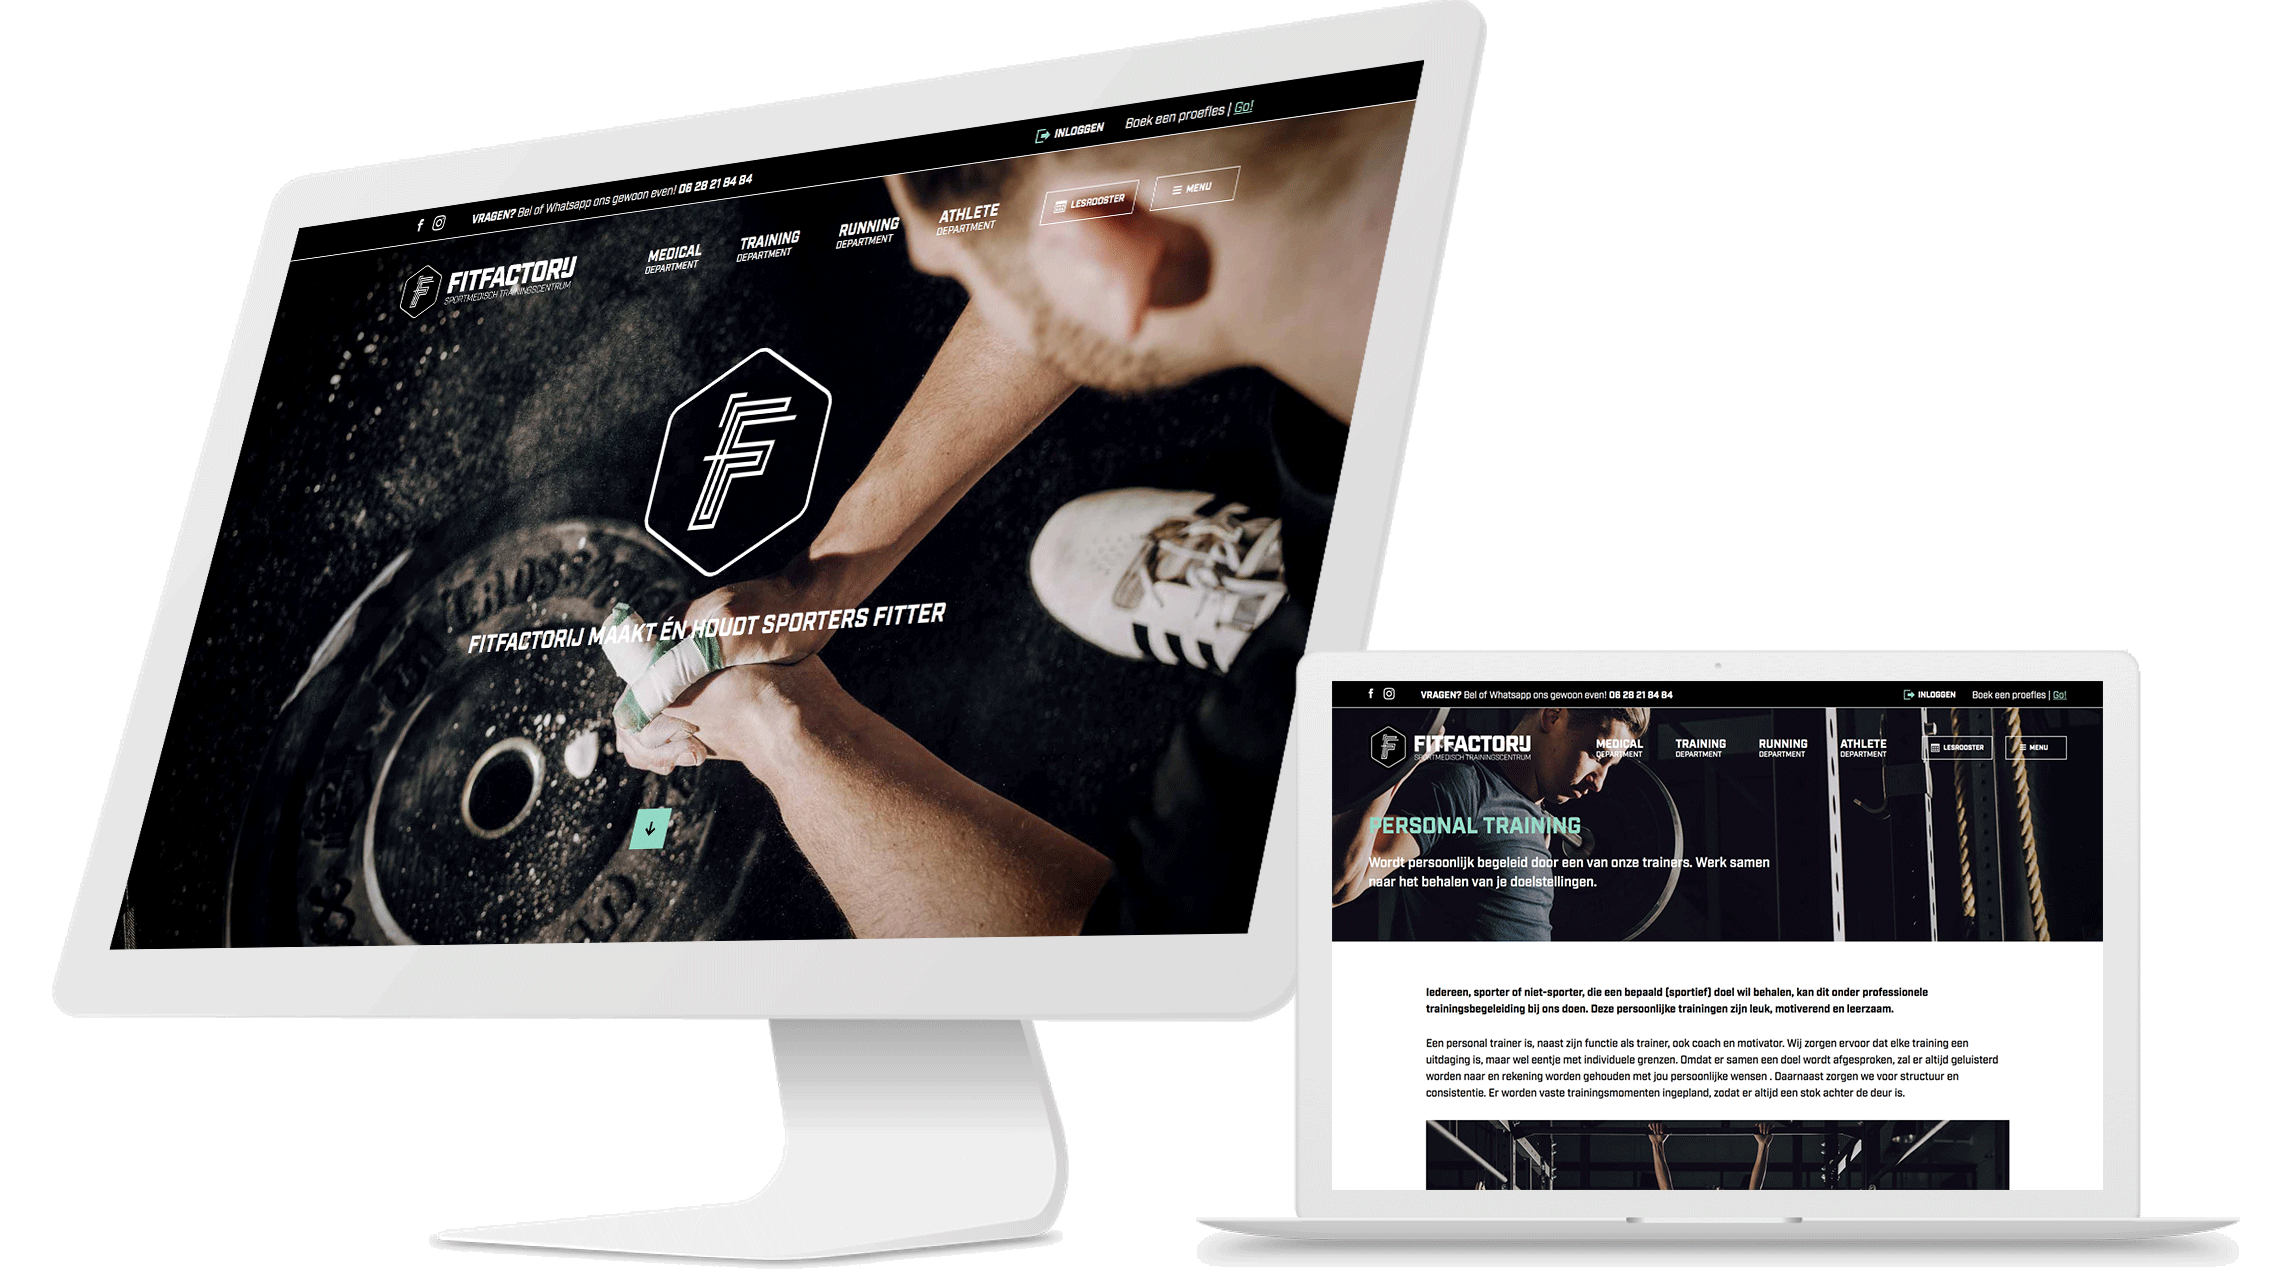 VRAGEN? Bel of Whatsapp ons gewoon even! 06 28 21 84 84
INLOGGEN
Boek een proefles | Go!
FITFACTORIJ
SPORTMEDISCH TRAININGSCENTRUM
MEDICAL
DEPARTMENT
TRAINING
DEPARTMENT
RUNNING
DEPARTMENT
ATHLETE
DEPARTMENT
LESROOSTER
MENU
FITFACTORIJ MAAKT ÉN HOUDT SPORTERS FITTER
VRAGEN? Bel of Whatsapp ons gewoon even! 06 28 21 84 84
INLOGGEN
Boek een proefles | Go!
FITFACTORIJ
SPORTMEDISCH TRAININGSCENTRUM
MEDICAL
DEPARTMENT
TRAINING
DEPARTMENT
RUNNING
DEPARTMENT
ATHLETE
DEPARTMENT
LESROOSTER
MENU
PERSONAL TRAINING
Wordt persoonlijk begeleid door een van onze trainers. Werk samen
naar het behalen van je doelstellingen.
Iedereen, sporter of niet-sporter, die een bepaald (sportief) doel wil behalen, kan dit onder professionele
trainingsbegeleiding bij ons doen. Deze persoonlijke trainingen zijn leuk, motiverend en leerzaam.
Een personal trainer is, naast zijn functie als trainer, ook coach en motivator. Wij zorgen ervoor dat elke training een
uitdaging is, maar wel eentje met individuele grenzen. Omdat er samen een doel wordt afgesproken, zal er altijd geluisterd
worden naar en rekening worden gehouden met jou persoonlijke wensen . Daarnaast zorgen we voor structuur en
consistentie. Er worden vaste trainingsmomenten ingepland, zodat er altijd een stok achter de deur is.